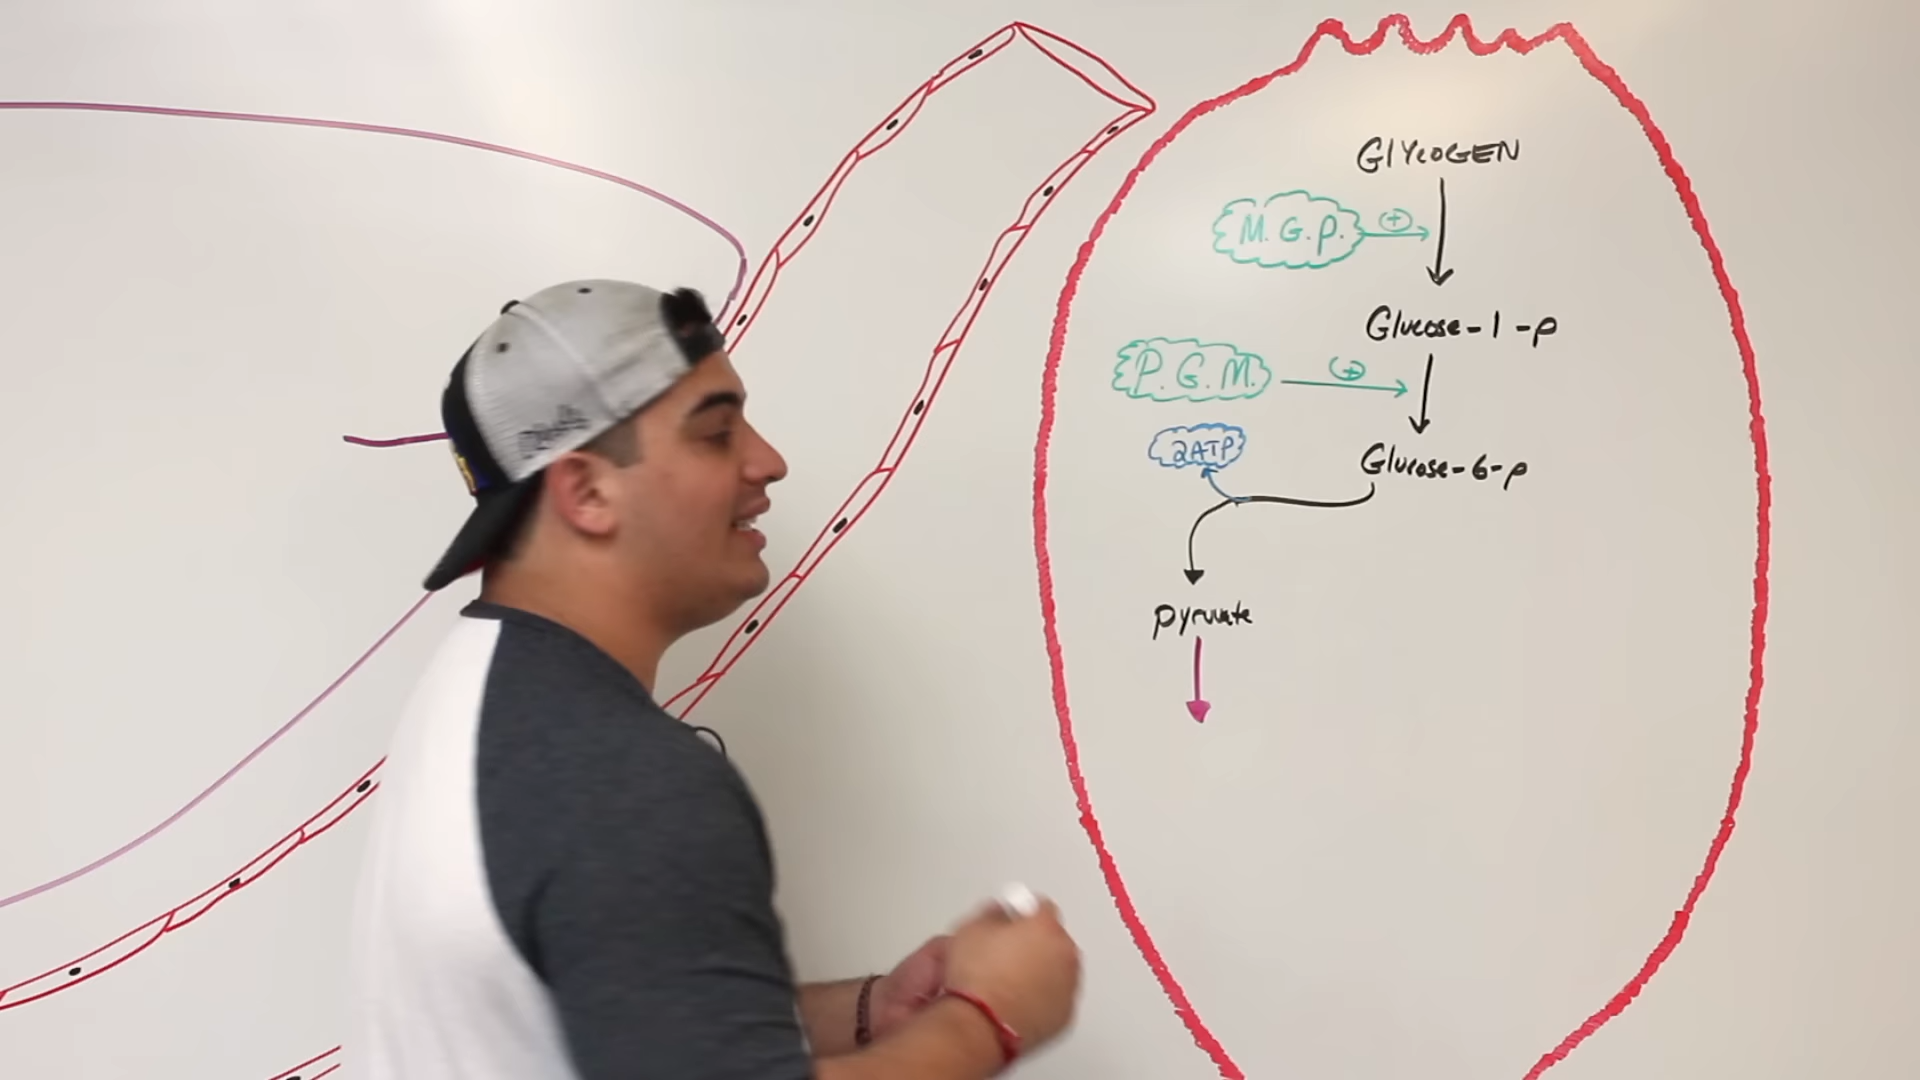 GlYCOGEN
M. G. P. (+)
Glucose-1-P
P. G. M. (+)
2ATP
Glucose-6-P
pyruvate